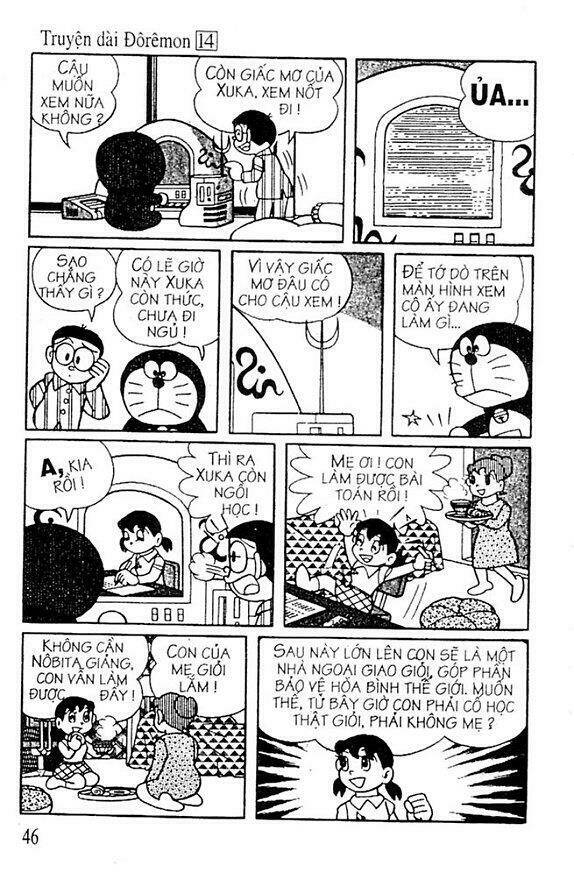 Truyện dài Đôrêmon 14
CẬU
MUỐN
XEM NỮA
KHÔNG ?
CÒN GIẤC MƠ CỦA
XUKA, XEM NỐT
ĐI !
ỦA...
SAO
CHẲNG
THẤY GÌ ?
CÓ LẼ GIỜ
NÀY XUKA
CÒN THỨC,
CHƯA ĐI
NGỦ !
VÌ VẬY GIẤC
MƠ ĐÂU CÓ
CHO CẬU XEM !
ĐỂ TỚ DÒ TRÊN
MÀN HÌNH XEM
CÔ ẤY ĐANG
LÀM GÌ...
A, KIA
RỒI !
THÌ RA
XUKA CÒN
NGỒI
HỌC !
MẸ ƠI ! CON
LÀM ĐƯỢC BÀI
TOÁN RỒI !
KHÔNG CẦN
NÔBITA GIẢNG,
CON VẪN LÀM
ĐƯỢC ĐÂY !
CON CỦA
MẸ GIỎI
LẮM !
SAU NÀY LỚN LÊN CON SẼ LÀ MỘT
NHÀ NGOẠI GIAO GIỎI, GÓP PHẦN
BẢO VỆ HÒA BÌNH THẾ GIỚI. MUỐN
THẾ, TỪ BÂY GIỜ CON PHẢI CỐ HỌC
THẬT GIỎI, PHẢI KHÔNG MẸ ?
46